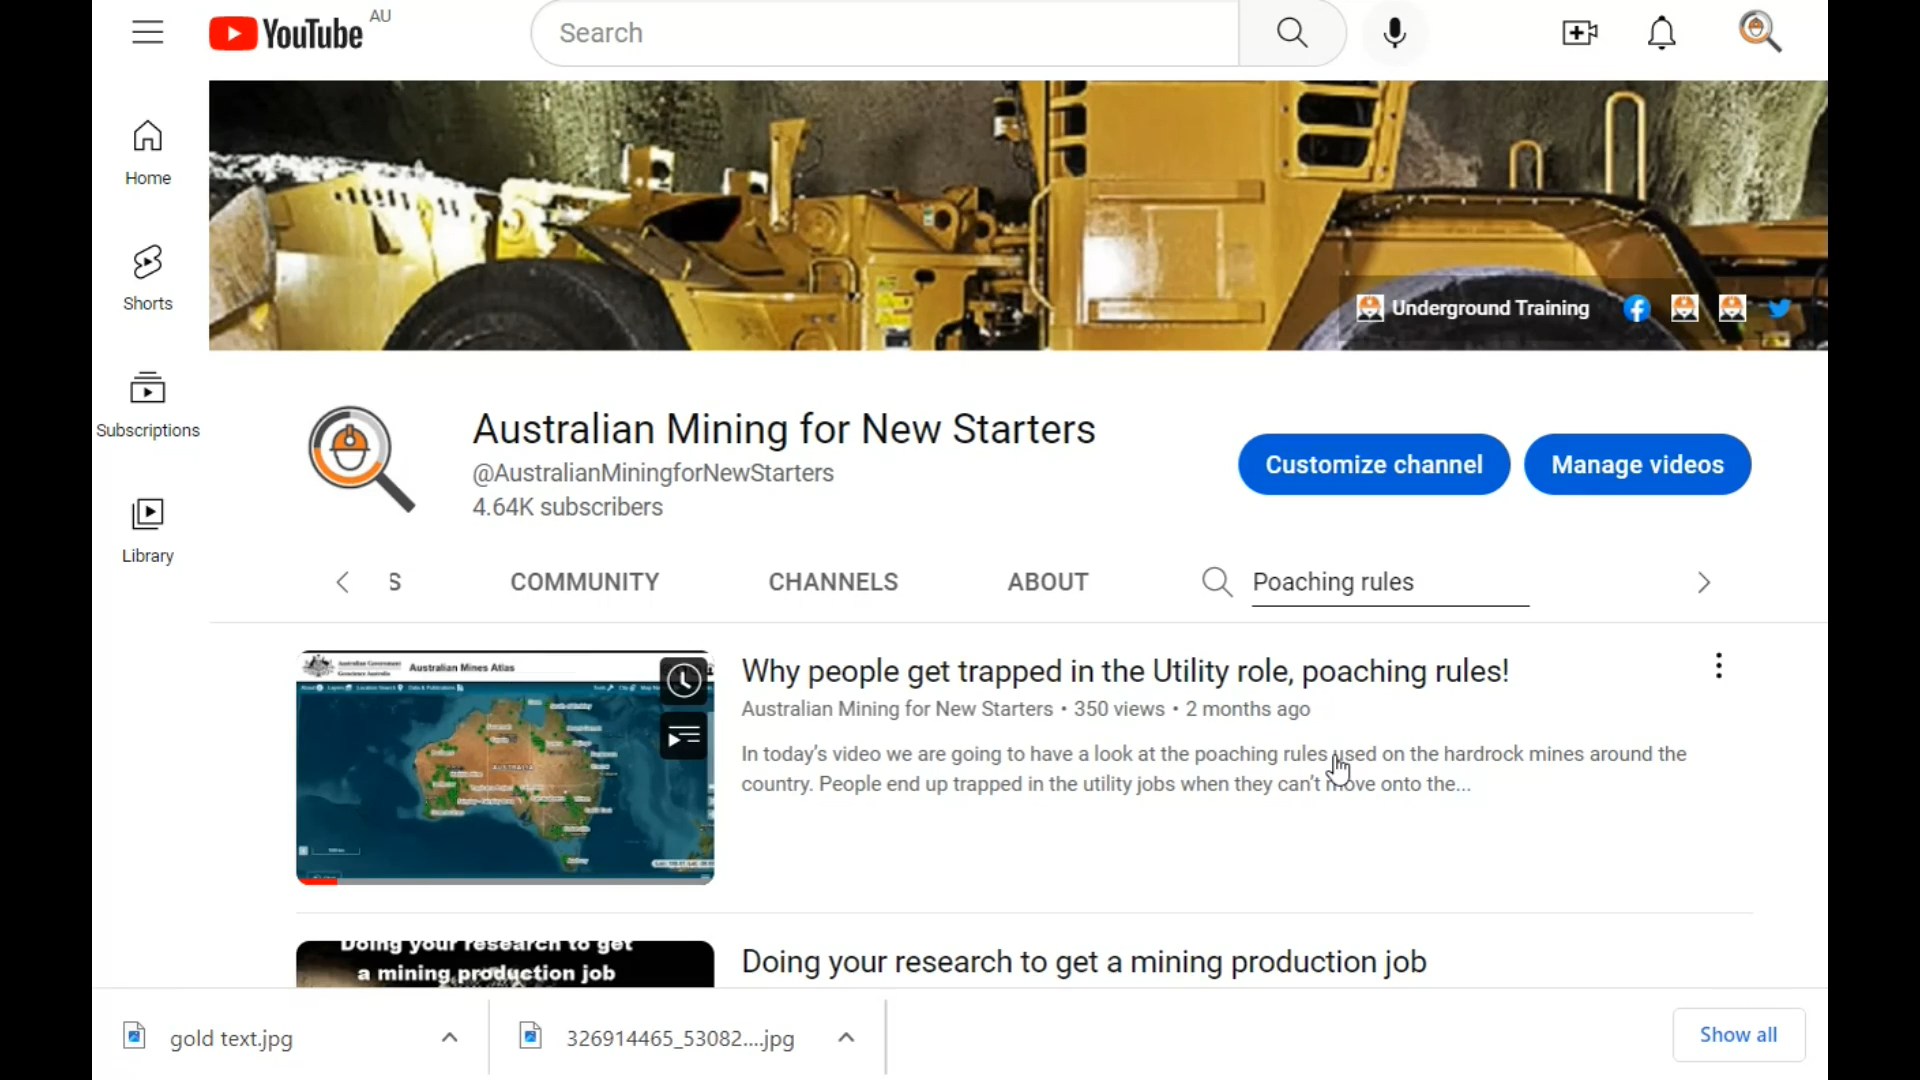 YouTube AU
Search
Home
Shorts
Subscriptions
Library
Underground Training
Australian Mining for New Starters
@AustralianMiningforNewStarters
4.64K subscribers
Customize channel
Manage videos
S
COMMUNITY
CHANNELS
ABOUT
Poaching rules
Australian Government
Geoscience Australia
Australian Mines Atlas
AUSTRALIA
Why people get trapped in the Utility role, poaching rules!
Australian Mining for New Starters • 350 views • 2 months ago
In today's video we are going to have a look at the poaching rules used on the hardrock mines around the
country. People end up trapped in the utility jobs when they can't move onto the...
Doing your research to get
a mining production job
Doing your research to get a mining production job
gold text.jpg
326914465_53082....jpg
Show all